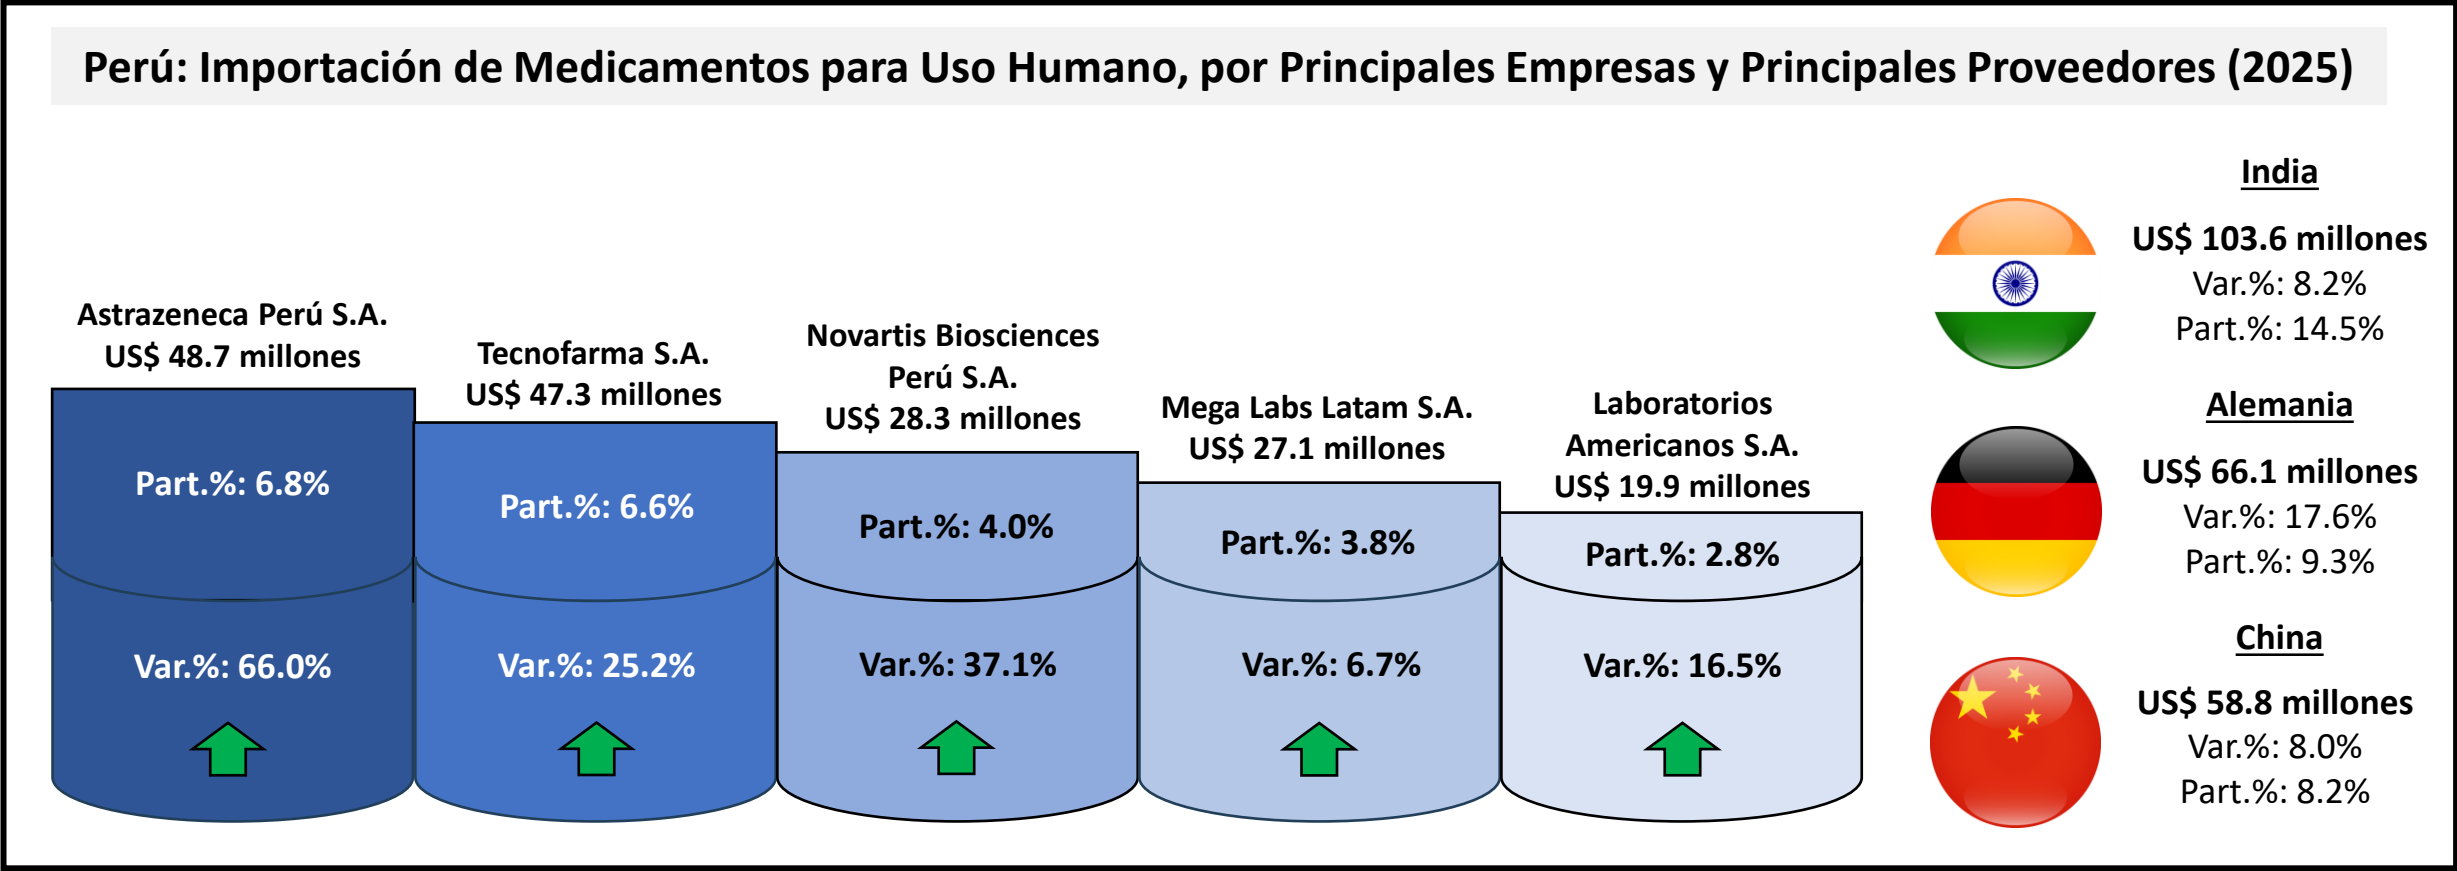 Perú: Importación de Medicamentos para Uso Humano, por Principales Empresas y Principales Proveedores (2025)
Astrazeneca Perú S.A.
US$ 48.7 millones
Part.%: 6.8%
Var.%: 66.0%
Tecnofarma S.A.
US$ 47.3 millones
Part.%: 6.6%
Var.%: 25.2%
Novartis Biosciences
Perú S.A.
US$ 28.3 millones
Part.%: 4.0%
Var.%: 37.1%
Mega Labs Latam S.A.
US$ 27.1 millones
Part.%: 3.8%
Var.%: 6.7%
Laboratorios
Americanos S.A.
US$ 19.9 millones
Part.%: 2.8%
Var.%: 16.5%
India
US$ 103.6 millones
Var.%: 8.2%
Part.%: 14.5%
Alemania
US$ 66.1 millones
Var.%: 17.6%
Part.%: 9.3%
China
US$ 58.8 millones
Var.%: 8.0%
Part.%: 8.2%